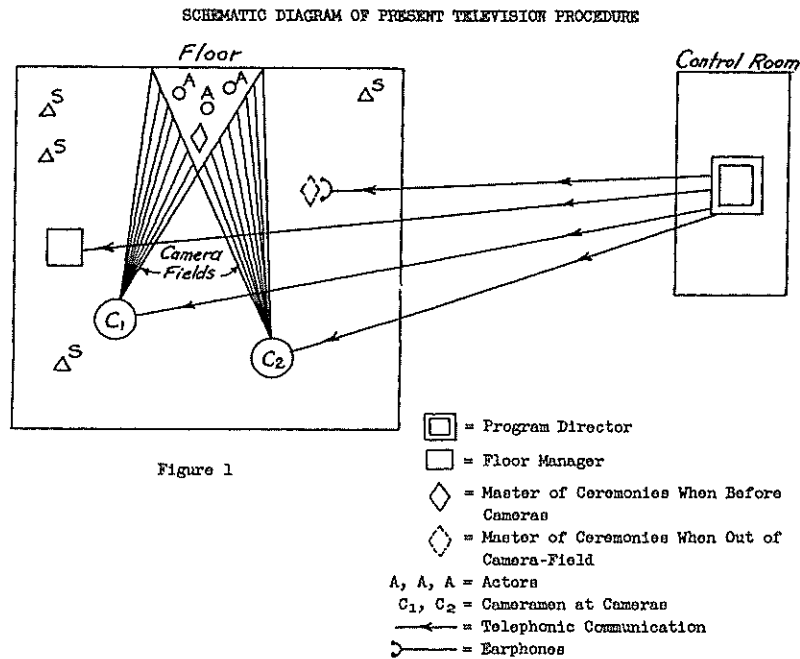 SCHEMATIC DIAGRAM OF PRESENT TELEVISION PROCEDURE
Floor
Control Room
A
A
A
S
S
S
Camera
Fields
C1
C2
S
Figure 1
= Program Director
= Floor Manager
= Master of Ceremonies When Before
Cameras
= Master of Ceremonies When Out of
Camera-Field
A, A, A = Actors
C1, C2 = Cameramen at Cameras
= Telephonic Communication
= Earphones